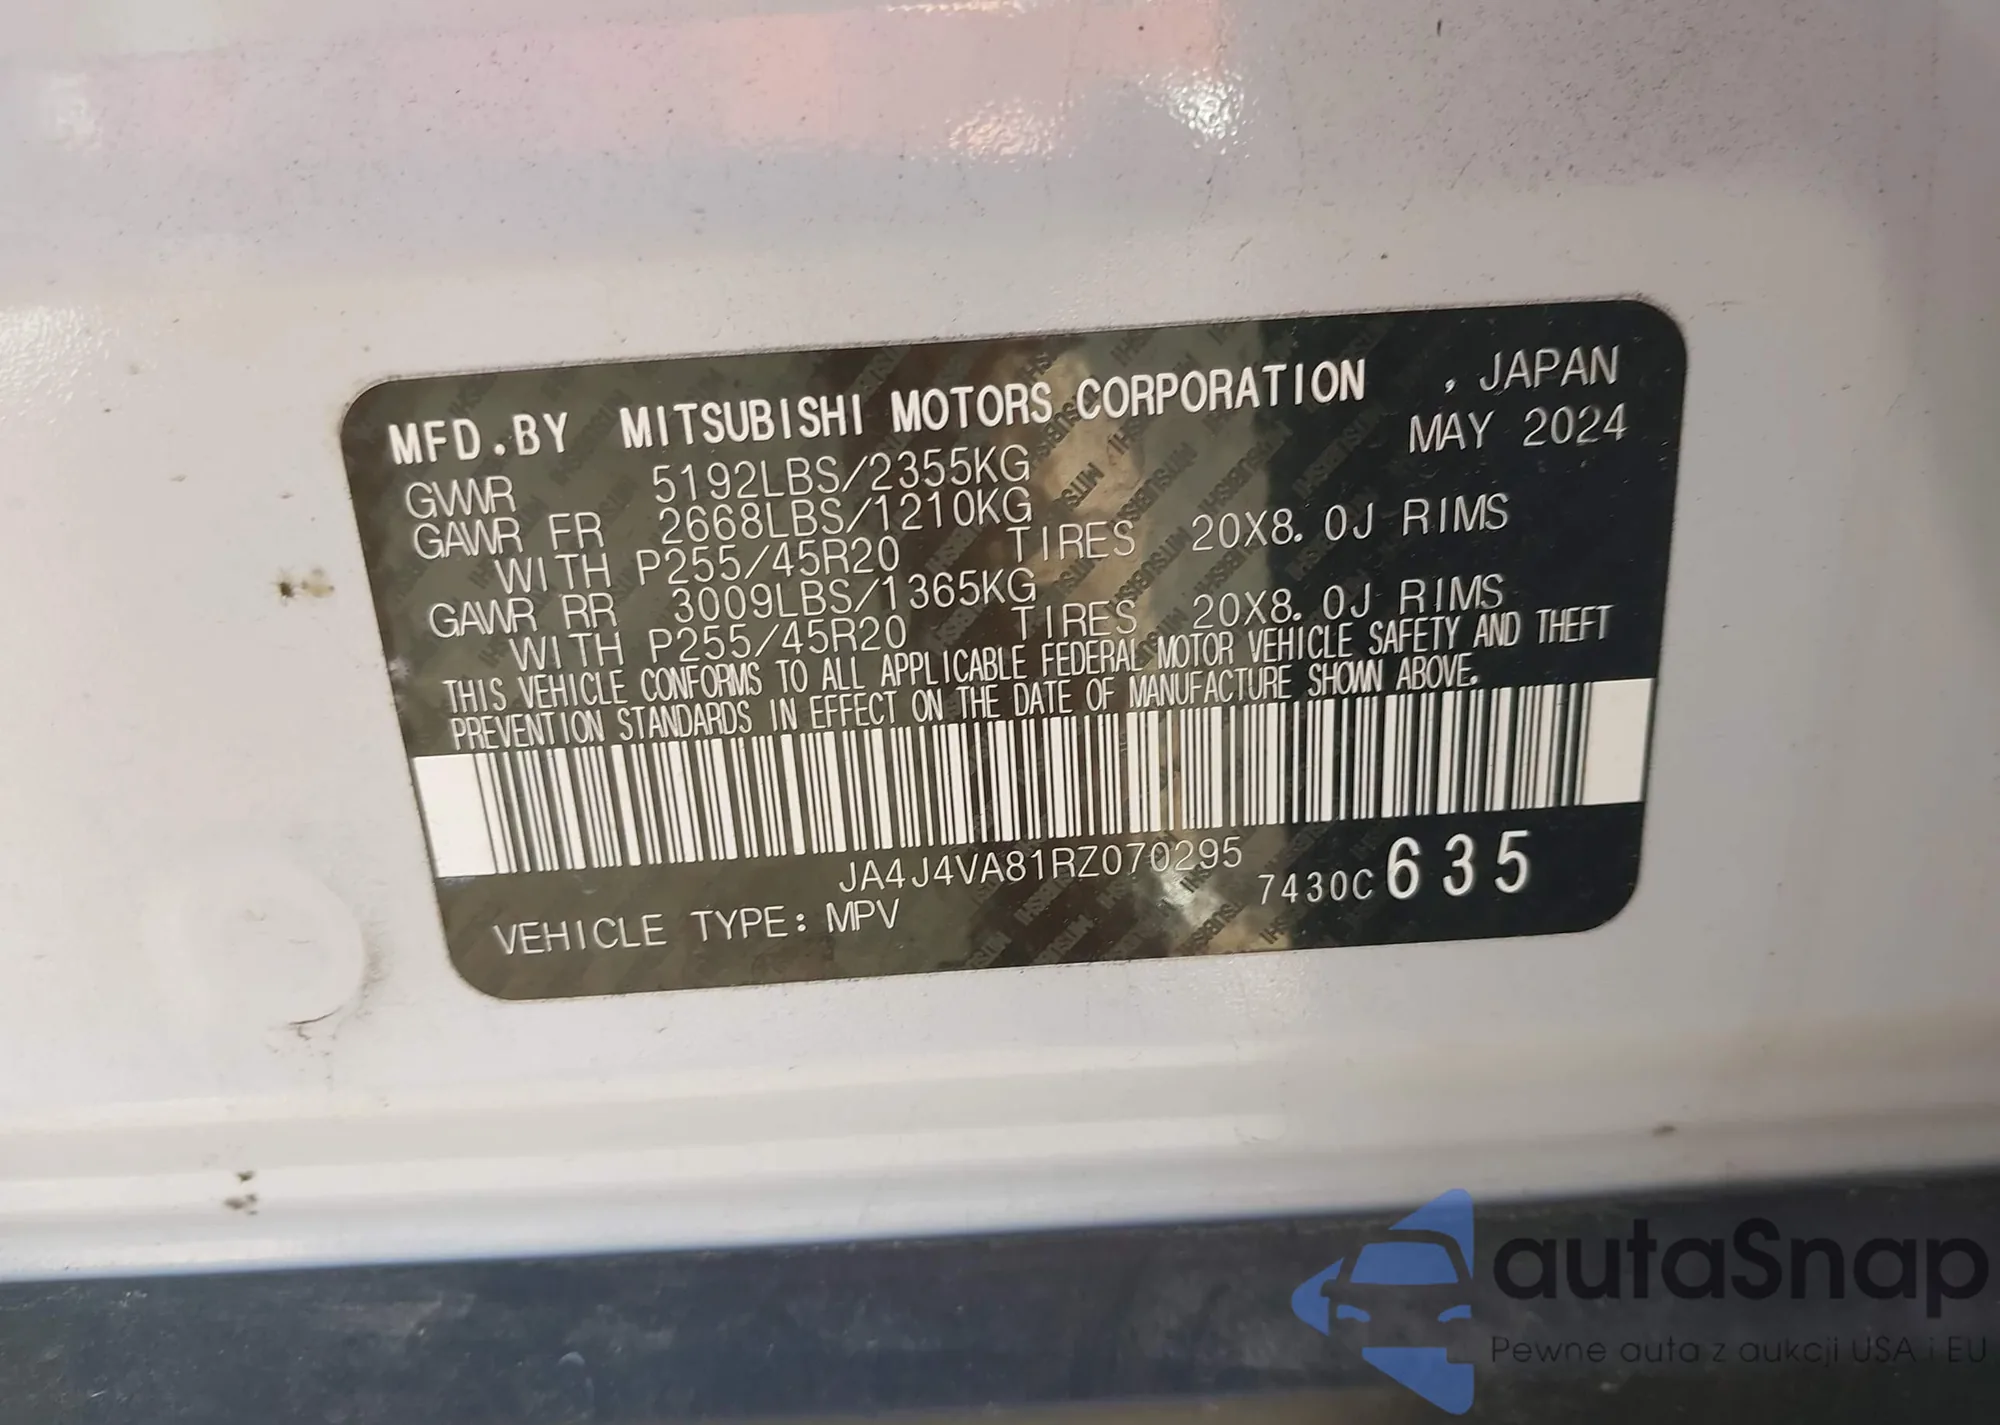 MFD.BY MITSUBISHI MOTORS CORPORATION , JAPAN
GVWR 5192LBS/2355KG MAY 2024
GAWR FR 2668LBS/1210KG
WITH P255/45R20 TIRES 20X8.0J RIMS
GAWR RR 3009LBS/1365KG
WITH P255/45R20 TIRES 20X8.0J RIMS
THIS VEHICLE CONFORMS TO ALL APPLICABLE FEDERAL MOTOR VEHICLE SAFETY AND THEFT
PREVENTION STANDARDS IN EFFECT ON THE DATE OF MANUFACTURE SHOWN ABOVE.
JA4J4VA81RZ070295
7430C 635
VEHICLE TYPE: MPV
autaSnap
Pewne auta z aukcji USA i EU